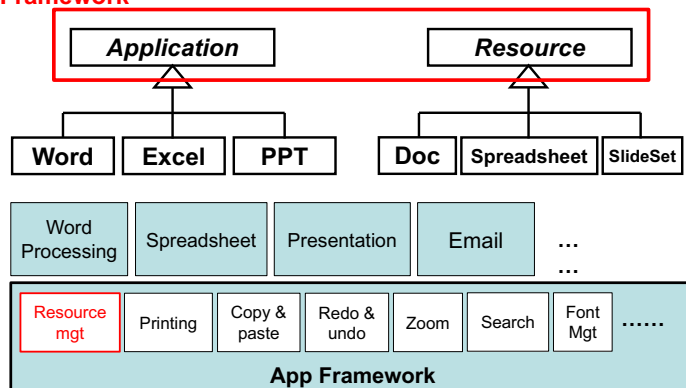 Framework
Application Resource
Word Excel PPT Doc Spreadsheet SlideSet
Word
Processing
Spreadsheet
Presentation
Email
...
...
Resource
mgt
Printing
Copy &
paste
Redo &
undo
Zoom
Search
Font
Mgt
......
App Framework